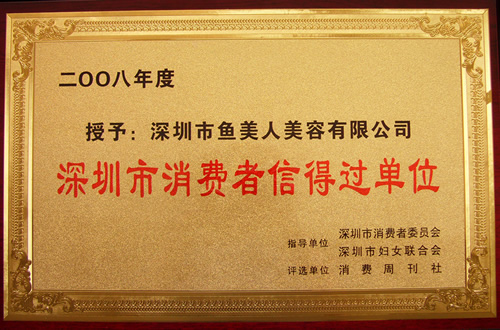 二〇〇八年度
授予：深圳市鱼美人美容有限公司
深圳市消费者信得过单位
指导单位 深圳市消费者委员会
深圳市妇女联合会
评选单位 消费周刊社